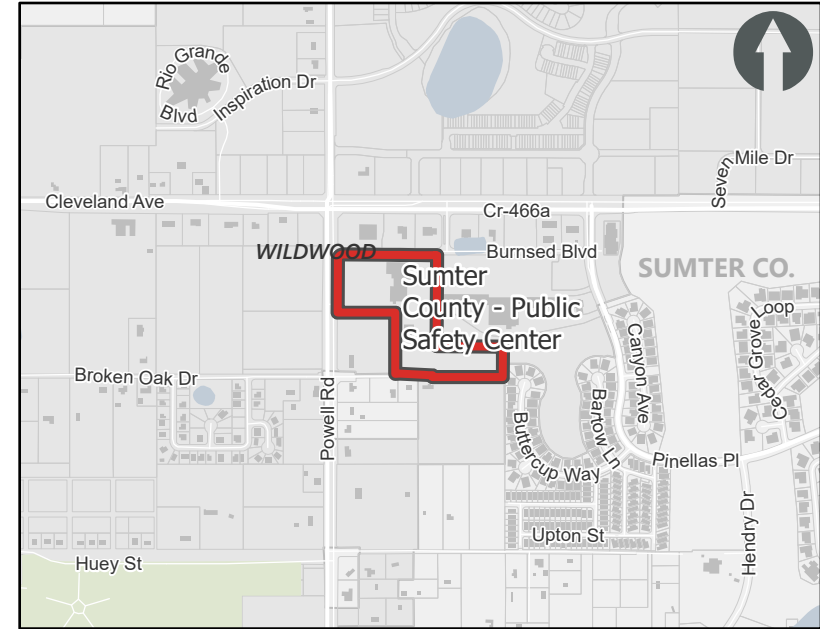 Rio Grande
Blvd
Inspiration Dr
Seven Mile Dr
Cleveland Ave
Cr-466a
WILDWOOD
Burnsed Blvd
SUMTER CO.
Sumter
County - Public
Safety Center
Cedar Grove Loop
Canyon Ave
Broken Oak Dr
Powell Rd
Bartow Ln
Buttercup Way
Pinellas Pl
Upton St
Hendry Dr
Huey St